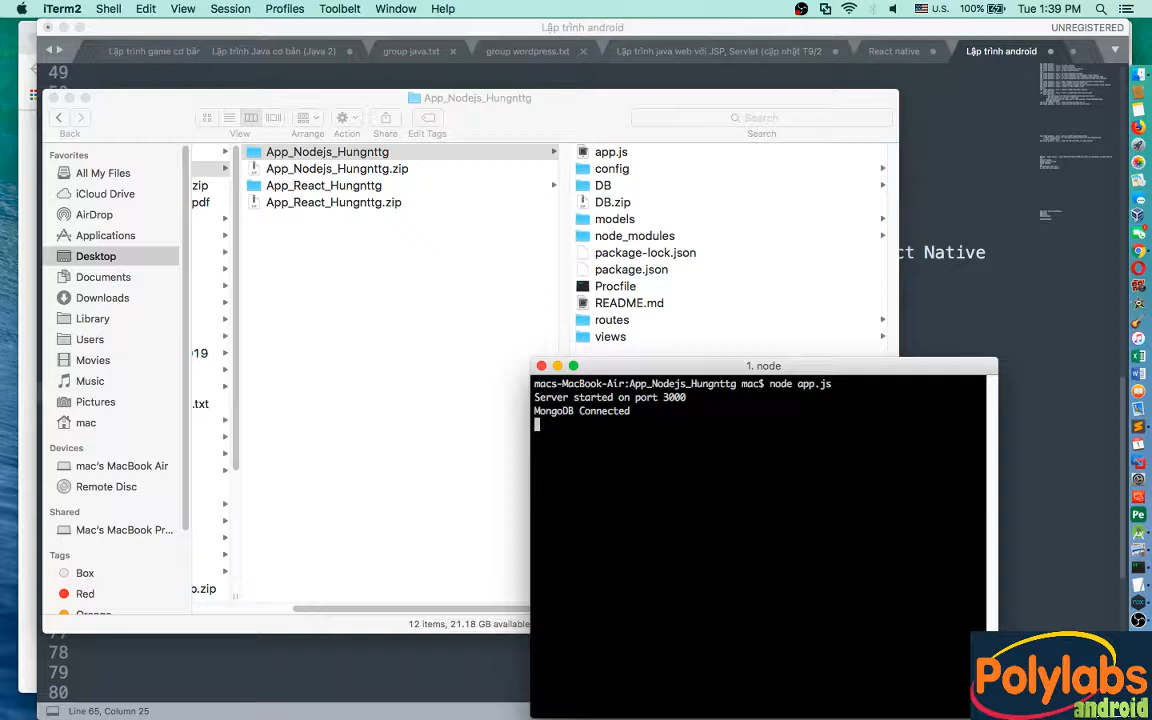 iTerm2 Shell Edit View Session Profiles Toolbelt Window Help U.S. 100% Tue 1:39 PM
Lập trình android UNREGISTERED
Lập trình game cơ bản Lập trình Java cơ bản (Java 2) group java.txt group wordpress.txt Lập trình java web với JSP, Servlet (cập nhật T9/2 React native Lập trình android
49
App_Nodejs_Hungnttg
Search
Back View Arrange Action Share Edit Tags Search
Favorites
All My Files
iCloud Drive
AirDrop
Applications
Desktop
Documents
Downloads
Library
Users
Movies
Music
Pictures
mac
Devices
mac's MacBook Air
Remote Disc
Shared
Mac's MacBook Pr...
Tags
Box
Red
Orange
zip
pdf
019
.txt
o.zip
App_Nodejs_Hungnttg
App_Nodejs_Hungnttg.zip
App_React_Hungnttg
App_React_Hungnttg.zip
app.js
config
DB
DB.zip
models
node_modules
package-lock.json
package.json
Procfile
README.md
routes
views
ct Native
12 items, 21.18 GB available
1. node
macs-MacBook-Air:App_Nodejs_Hungnttg mac$ node app.js
Server started on port 3000
MongoDB Connected
77
78
79
80
Line 65, Column 25
Polylabs
android